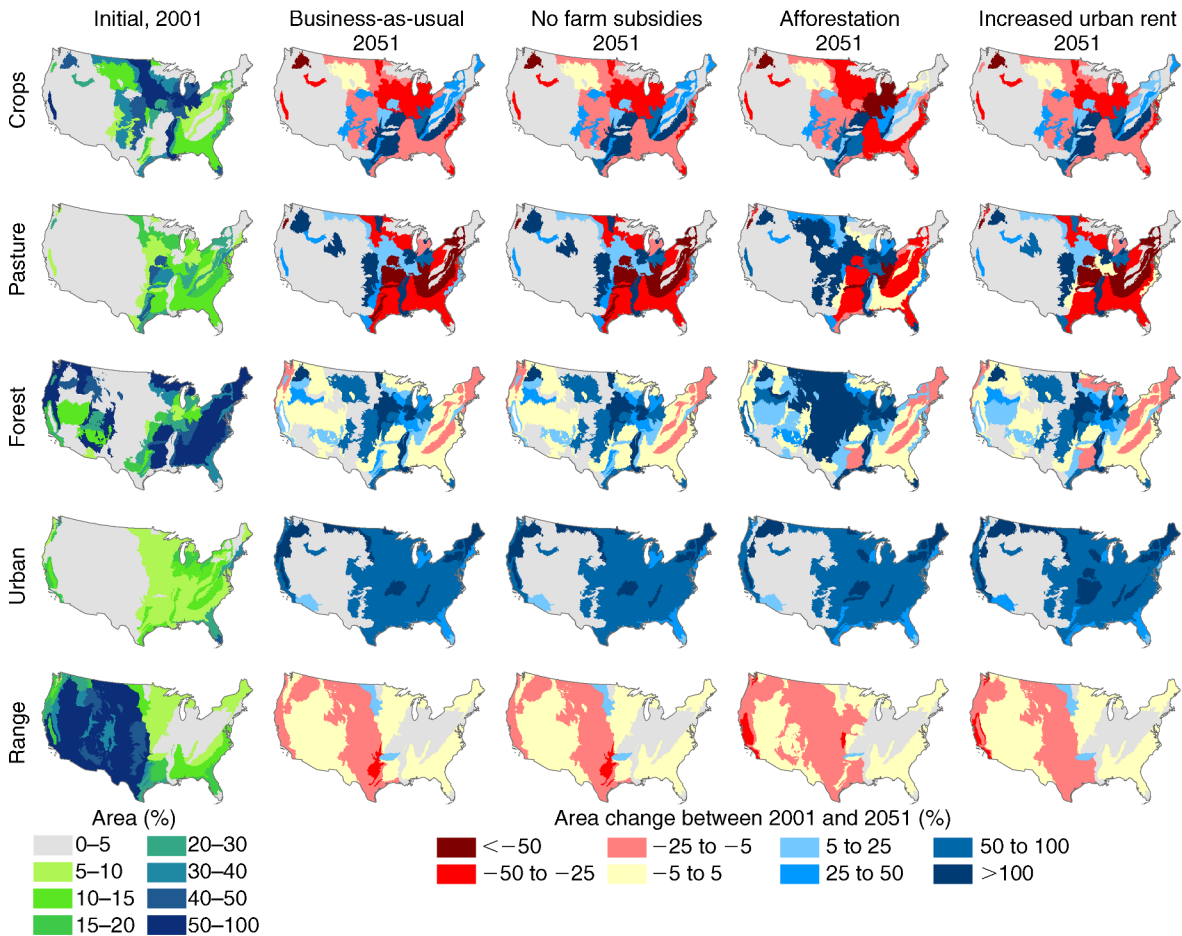 Initial, 2001
Business-as-usual
2051
No farm subsidies
2051
Afforestation
2051
Increased urban rent
2051
Crops
Pasture
Forest
Urban
Range
Area (%)
0–5
5–10
10–15
15–20
20–30
30–40
40–50
50–100
Area change between 2001 and 2051 (%)
<−50
−50 to −25
−25 to −5
−5 to 5
5 to 25
25 to 50
50 to 100
>100